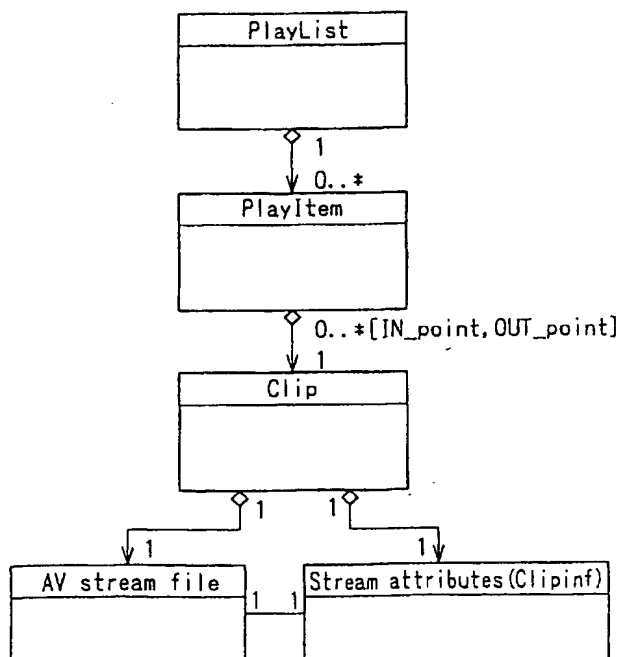 PlayList
1
0..*
PlayItem
0..*[IN_point,OUT_point]
1
Clip
1
1
1
1
AV stream file
Stream attributes(Clipinf)
1
1